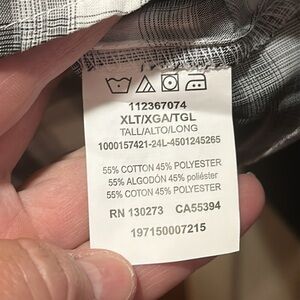 112367074
XLT/XGA/TGL
TALL/ALTO/LONG
1000157421-24L-4501245265
55% COTTON 45% POLYESTER
55% ALGODÓN 45% poliéster
55% COTON 45% POLYESTER
RN 130273 CA55394
197150007215